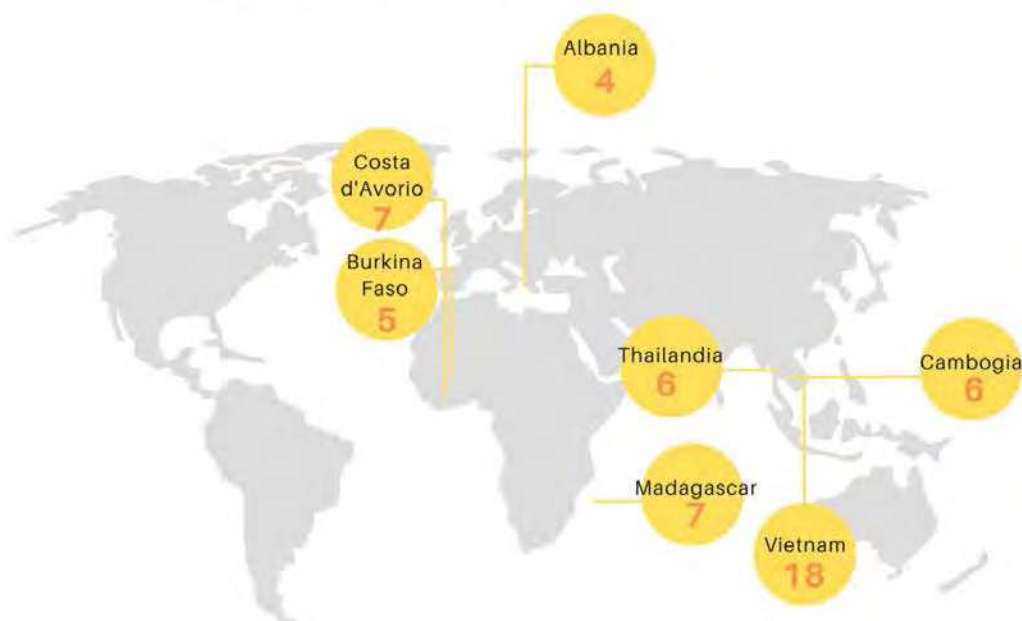 Albania
4
Costa
d'Avorio
7
Burkina
Faso
5
Thailandia
6
Cambogia
6
Madagascar
7
Vietnam
18